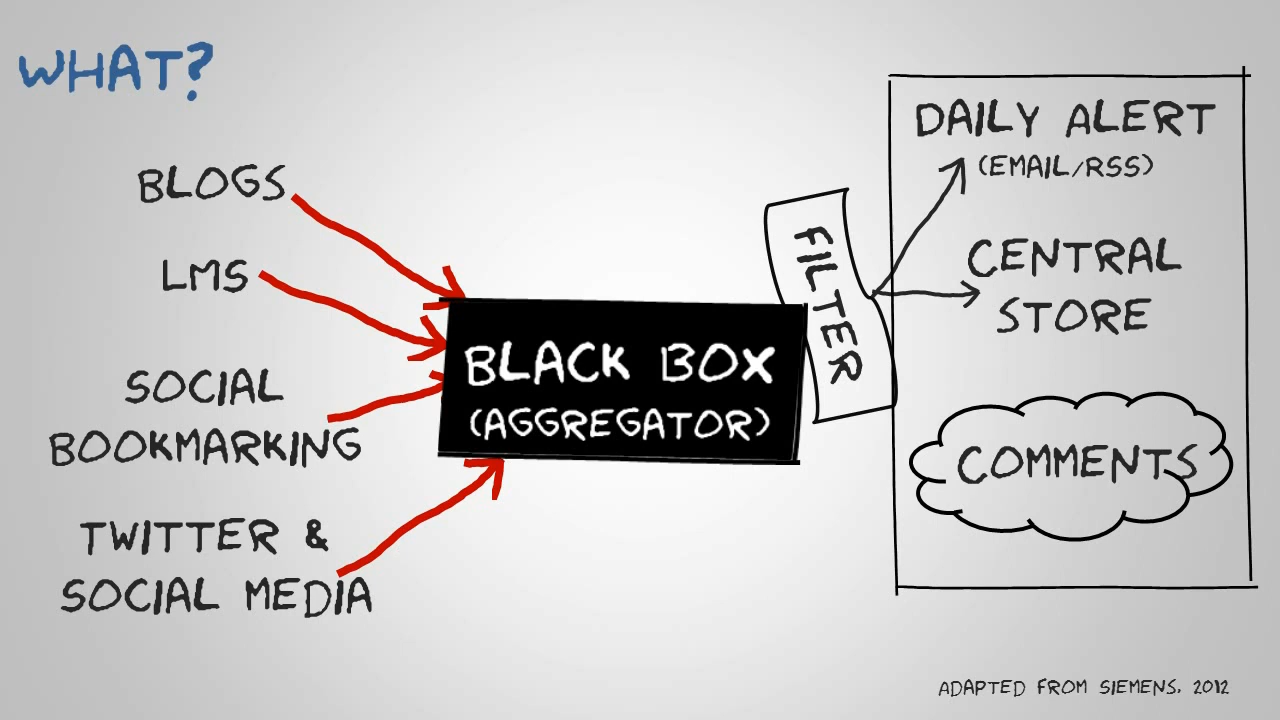 WHAT?
BLOGS
LMS
SOCIAL
BOOKMARKING
TWITTER &
SOCIAL MEDIA
BLACK BOX
(AGGREGATOR)
FILTER
DAILY ALERT
(EMAIL/RSS)
CENTRAL
STORE
COMMENTS
ADAPTED FROM SIEMENS, 2012